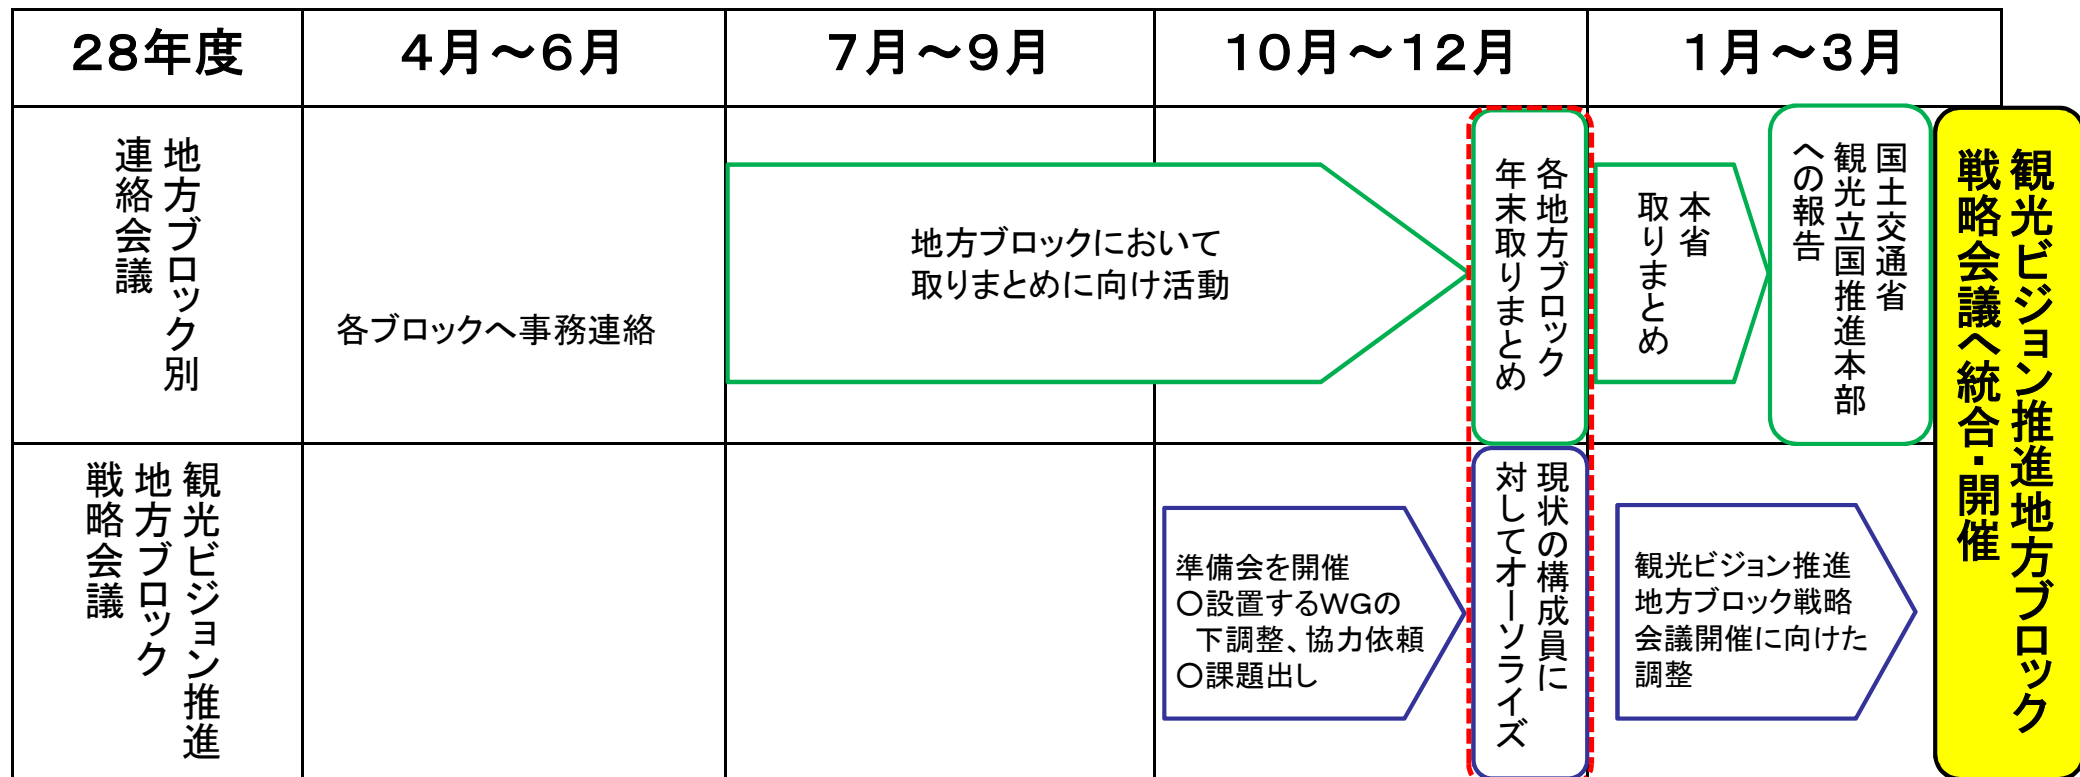 28年度
4月~6月
7月~9月
10月~12月
1月~3月
地方ブロック別
連絡会議
各ブロックへ事務連絡
地方ブロックにおいて
取りまとめに向け活動
各地方ブロック
年末取りまとめ
本省
取りまとめ
国土交通省
観光立国推進本部
への報告
観光ビジョン推進地方ブロック
戦略会議へ統合・開催
観光ビジョン推進
地方ブロック
戦略会議
準備会を開催
○設置するWGの
下調整、協力依頼
○課題出し
現状の構成員に
対してオーソライズ
観光ビジョン推進
地方ブロック戦略
会議開催に向けた
調整